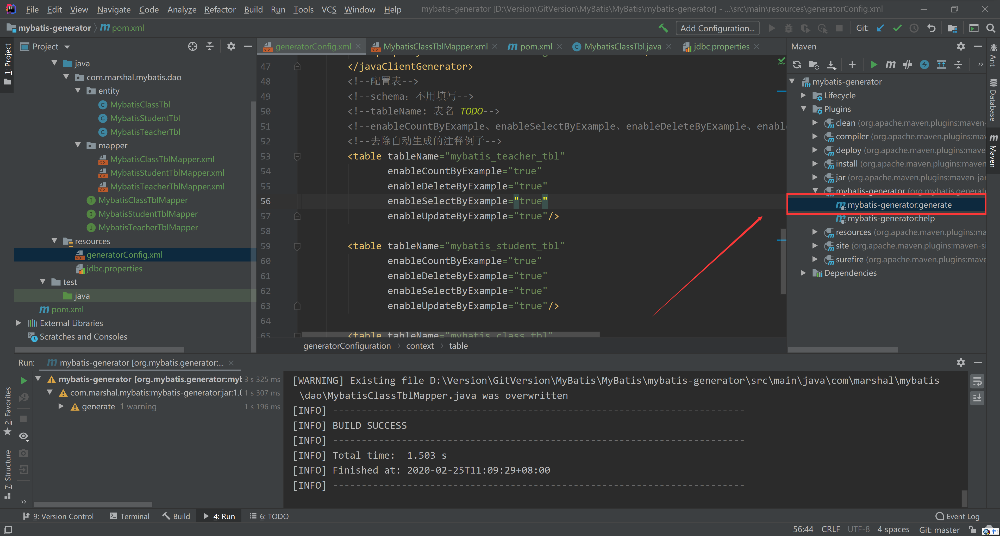 File Edit View Navigate Code Analyze Refactor Build Run Tools VCS Window Help mybatis-generator [D:\Version\GitVersion\MyBatis\MyBatis\mybatis-generator] - ...\src\main\resources\generatorConfig.xml
mybatis-generator pom.xml Add Configuration... Git:
1: Project
Project
java
com.marshal.mybatis.dao
entity
MybatisClassTbl
MybatisStudentTbl
MybatisTeacherTbl
mapper
MybatisClassTblMapper.xml
MybatisStudentTblMapper.xml
MybatisTeacherTblMapper.xml
MybatisClassTblMapper
MybatisStudentTblMapper
MybatisTeacherTblMapper
resources
generatorConfig.xml
jdbc.properties
test
java
pom.xml
External Libraries
Scratches and Consoles
generatorConfig.xml MybatisClassTblMapper.xml pom.xml MybatisClassTbl.java jdbc.properties
47 </javaClientGenerator>
48 <!--配置表-->
49 <!--schema：不用填写-->
50 <!--tableName: 表名 TODO-->
51 <!--enableCountByExample、enableSelectByExample、enableDeleteByExample、enable
52 <!--去除自动生成的注释例子-->
53 <table tableName="mybatis_teacher_tbl"
54 enableCountByExample="true"
55 enableDeleteByExample="true"
56 enableSelectByExample="true"
57 enableUpdateByExample="true"/>
58
59 <table tableName="mybatis_student_tbl"
60 enableCountByExample="true"
61 enableDeleteByExample="true"
62 enableSelectByExample="true"
63 enableUpdateByExample="true"/>
64
65 <table tableName="mybatis_class_tbl"
generatorConfiguration › context › table
Maven
mybatis-generator
Lifecycle
Plugins
clean (org.apache.maven.plugins:maven-
compiler (org.apache.maven.plugins:mav
deploy (org.apache.maven.plugins:mave
install (org.apache.maven.plugins:maven
jar (org.apache.maven.plugins:maven-jar
mybatis-generator (org.mybatis.generato
mybatis-generator:generate
mybatis-generator:help
resources (org.apache.maven.plugins:ma
site (org.apache.maven.plugins:maven-si
surefire (org.apache.maven.plugins:mave
Dependencies
Ant
Database
Maven
Run: mybatis-generator [org.mybatis.generator:...
mybatis-generator [org.mybatis.generator:myb 3 s 325 ms
com.marshal.mybatis:mybatis-generator:jar:1.0 1 s 307 ms
generate 1 warning 1 s 196 ms
[WARNING] Existing file D:\Version\GitVersion\MyBatis\MyBatis\mybatis-generator\src\main\java\com\marshal\mybatis
\dao\MybatisClassTblMapper.java was overwritten
[INFO] ------------------------------------------------------------------------
[INFO] BUILD SUCCESS
[INFO] ------------------------------------------------------------------------
[INFO] Total time:  1.503 s
[INFO] Finished at: 2020-02-25T11:09:29+08:00
[INFO] ------------------------------------------------------------------------
2: Favorites
7: Structure
9: Version Control Terminal Build 4: Run 6: TODO Event Log
56:44 CRLF UTF-8 4 spaces Git: master 中